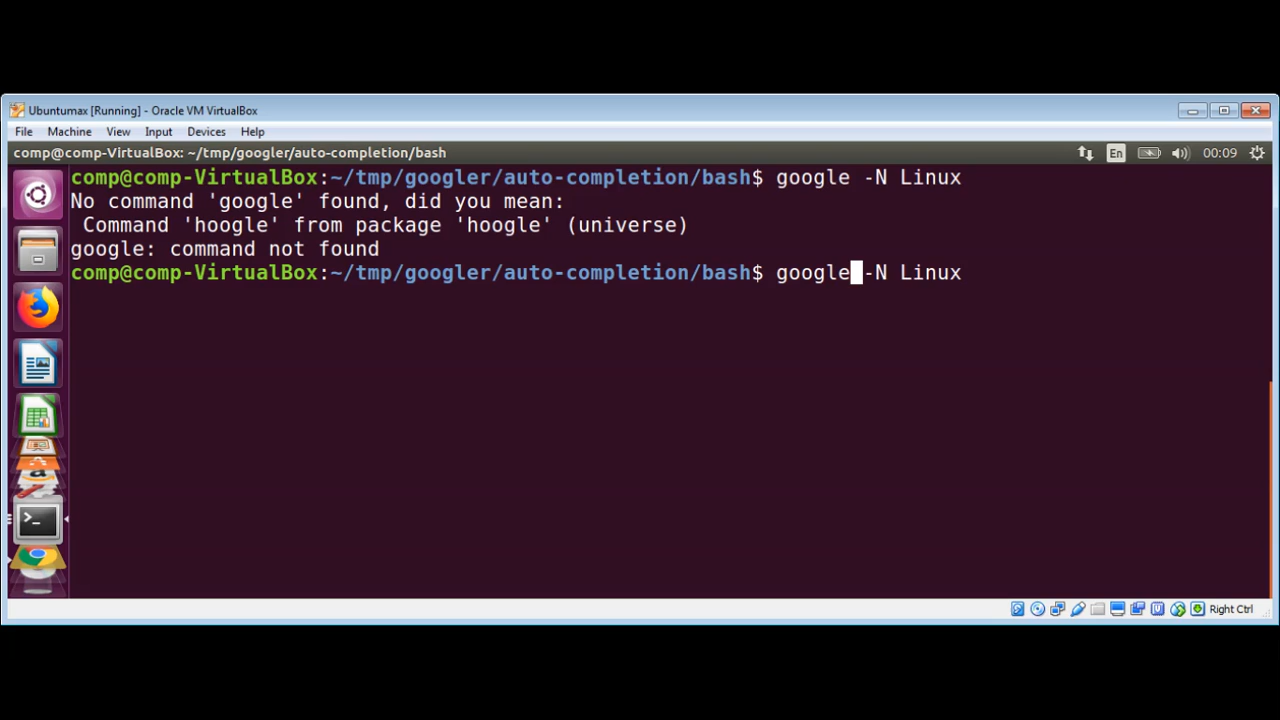 Ubuntumax [Running] - Oracle VM VirtualBox
File Machine View Input Devices Help
comp@comp-VirtualBox: ~/tmp/googler/auto-completion/bash En 00:09
comp@comp-VirtualBox:~/tmp/googler/auto-completion/bash$ google -N Linux
No command 'google' found, did you mean:
Command 'hoogle' from package 'hoogle' (universe)
google: command not found
comp@comp-VirtualBox:~/tmp/googler/auto-completion/bash$ google -N Linux
>_
Right Ctrl